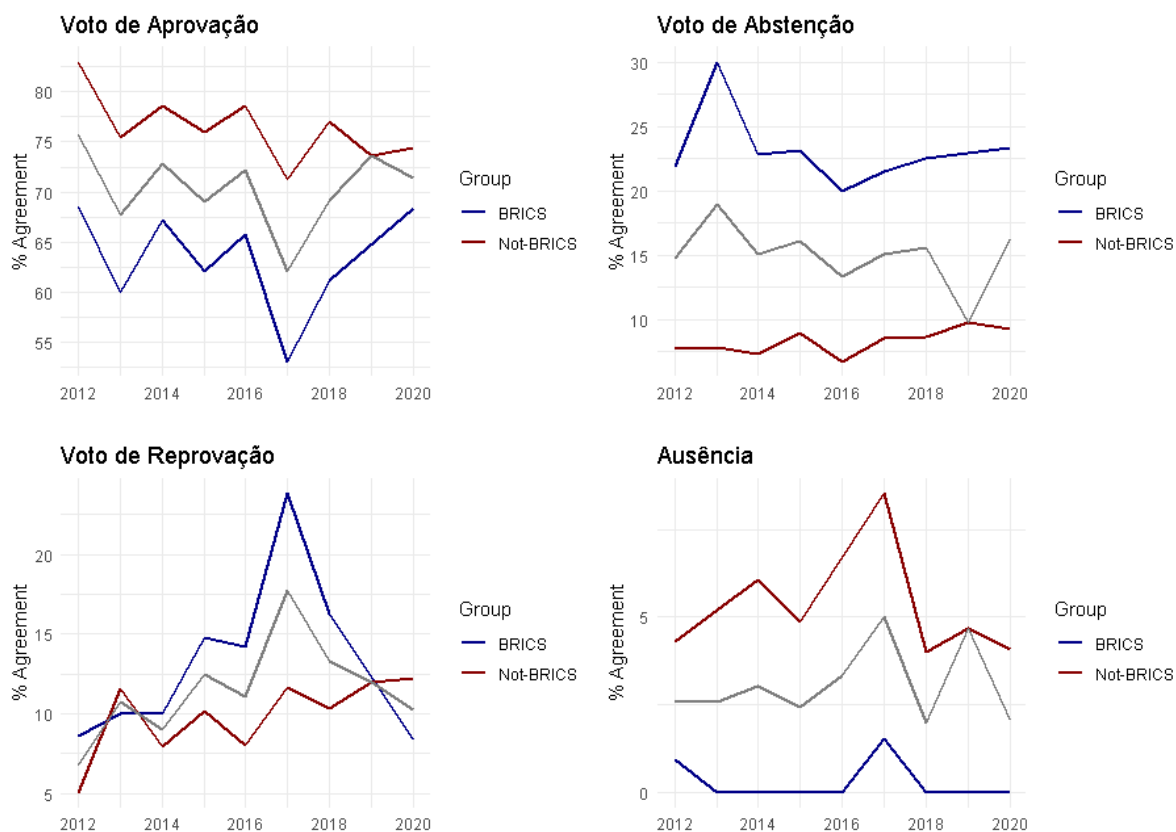 Voto de Aprovação
% Agreement
80
75
70
65
60
55
2012 2014 2016 2018 2020
Group
BRICS
Not-BRICS
Voto de Abstenção
% Agreement
30
25
20
15
10
2012 2014 2016 2018 2020
Group
BRICS
Not-BRICS
Voto de Reprovação
% Agreement
20
15
10
5
2012 2014 2016 2018 2020
Group
BRICS
Not-BRICS
Ausência
% Agreement
5
0
2012 2014 2016 2018 2020
Group
BRICS
Not-BRICS